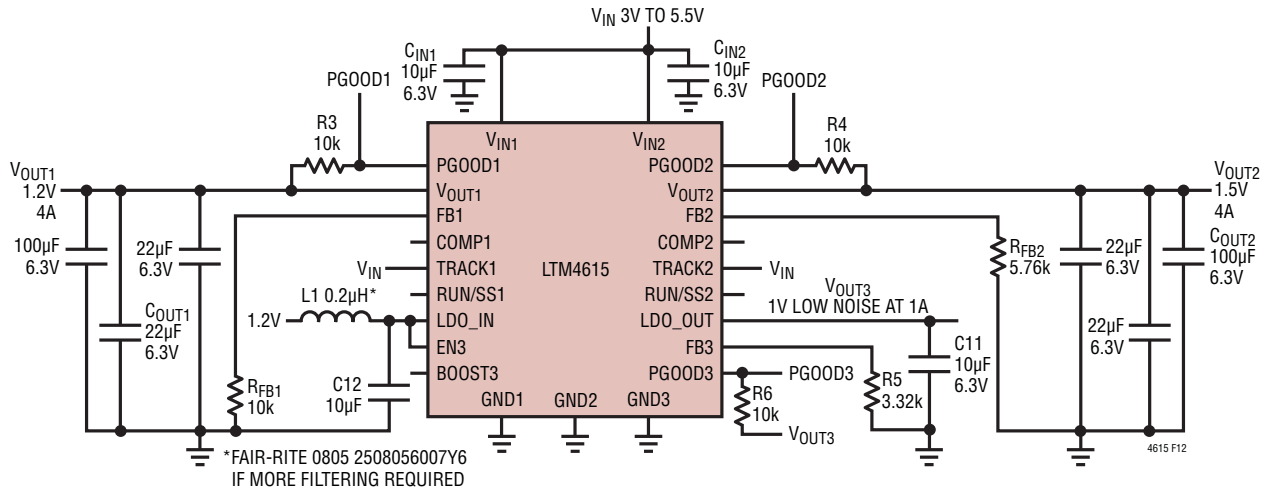 VIN 3V TO 5.5V
CIN1
10µF
6.3V
CIN2
10µF
6.3V
PGOOD1
PGOOD2
R3
10k
R4
10k
VIN1
VIN2
PGOOD1
PGOOD2
VOUT1
1.2V
4A
VOUT1
VOUT2
VOUT2
1.5V
4A
FB1
FB2
100µF
6.3V
22µF
6.3V
COMP1
COMP2
RFB2
5.76k
22µF
6.3V
COUT2
100µF
6.3V
VIN
TRACK1
LTM4615
TRACK2
VIN
RUN/SS1
RUN/SS2
VOUT3
1V LOW NOISE AT 1A
L1 0.2µH*
1.2V
LDO_IN
LDO_OUT
COUT1
22µF
6.3V
22µF
6.3V
EN3
FB3
C11
10µF
6.3V
BOOST3
PGOOD3
PGOOD3
RFB1
10k
C12
10µF
R5
3.32k
R6
10k
GND1
GND2
GND3
VOUT3
4615 F12
*FAIR-RITE 0805 2508056007Y6
IF MORE FILTERING REQUIRED